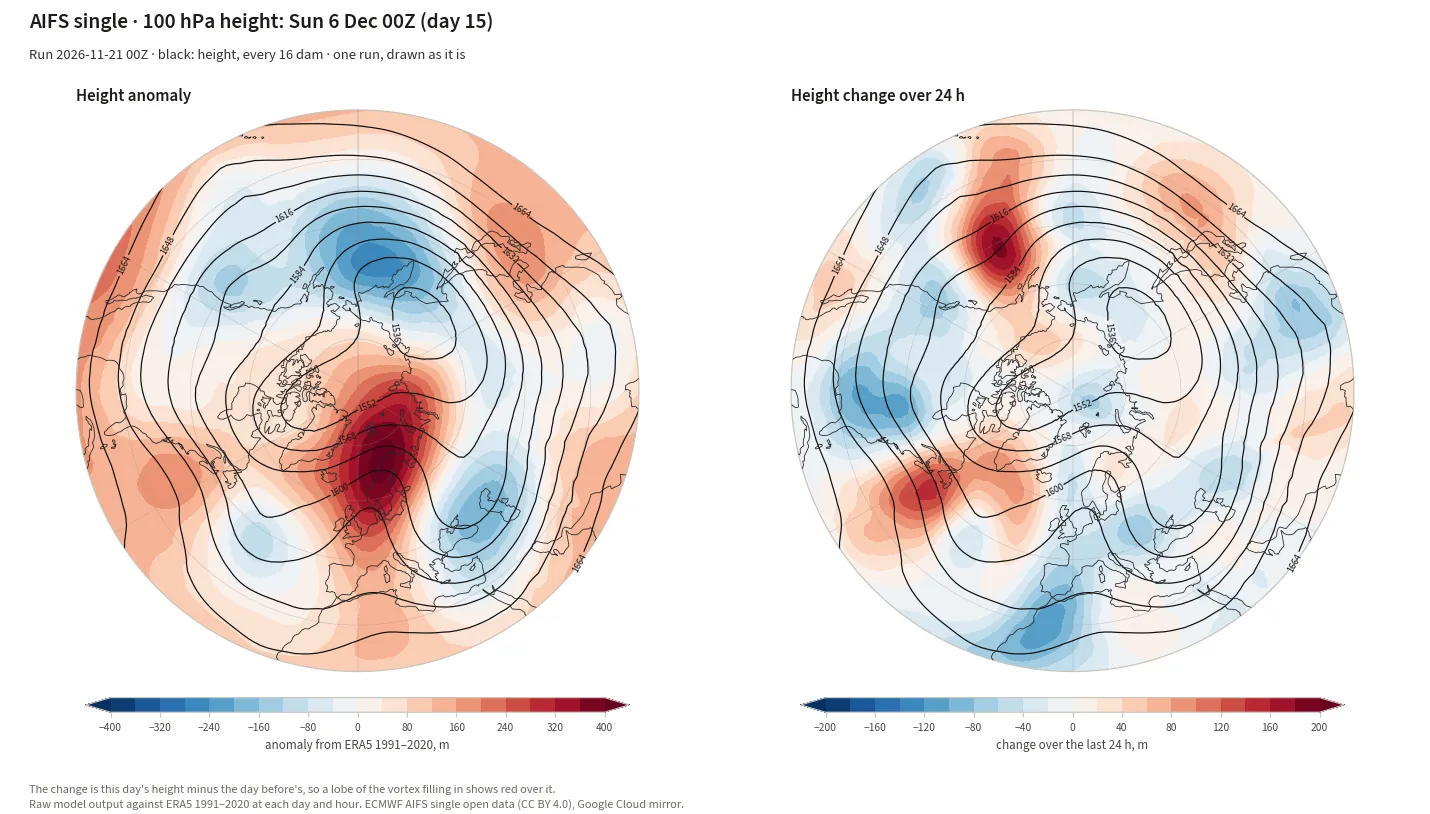 AIFS single · 100 hPa height: Sun 6 Dec 00Z (day 15)
Run 2026-11-21 00Z · black: height, every 16 dam · one run, drawn as it is
Height anomaly
Height change over 24 h
1664
1648
1616
1584
1664
1632
1536
1552
1568
1600
1664
1664
1648
1616
1584
1664
1632
1536
1552
1568
1600
1664
−400 −320 −240 −160 −80 0 80 160 240 320 400
anomaly from ERA5 1991–2020, m
−200 −160 −120 −80 −40 0 40 80 120 160 200
change over the last 24 h, m
The change is this day's height minus the day before's, so a lobe of the vortex filling in shows red over it.
Raw model output against ERA5 1991–2020 at each day and hour. ECMWF AIFS single open data (CC BY 4.0), Google Cloud mirror.